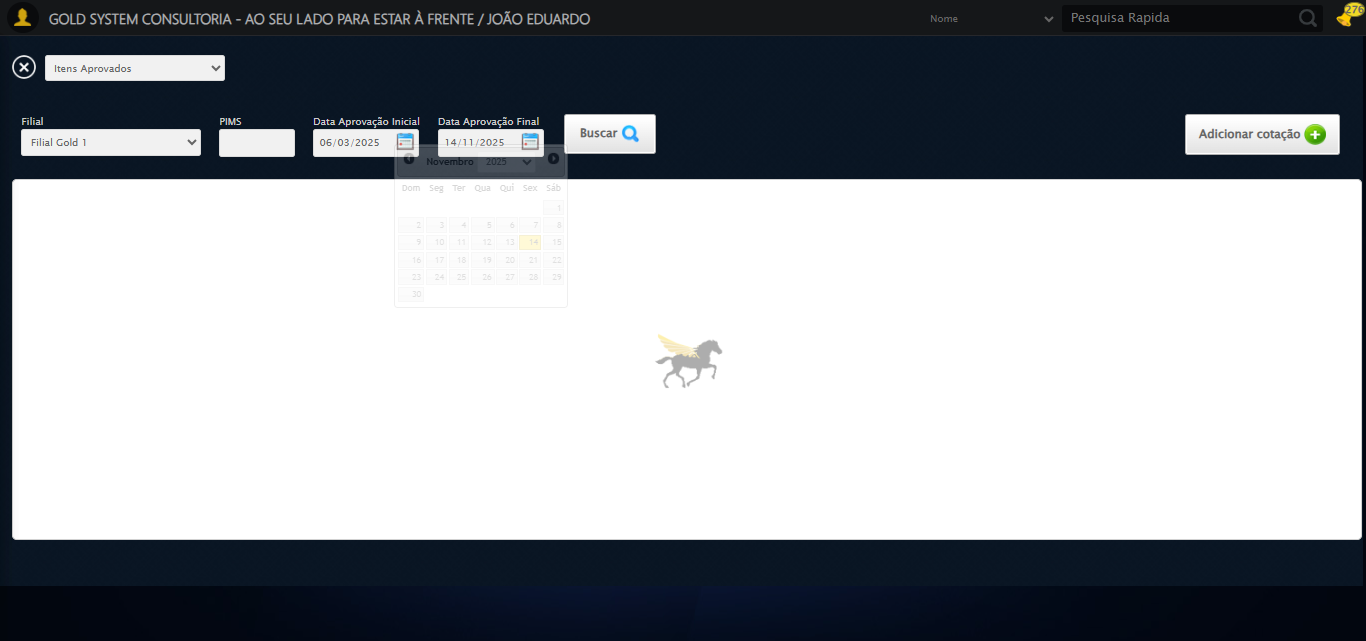 GOLD SYSTEM CONSULTORIA - AO SEU LADO PARA ESTAR À FRENTE / JOÃO EDUARDO
Nome
Pesquisa Rapida
276
Itens Aprovados
Filial
PIMS
Data Aprovação Inicial
Data Aprovação Final
Filial Gold 1
06/03/2025
14/11/2025
Buscar
Adicionar cotação
Novembro 2025
Dom Seg Ter Qua Qui Sex Sáb
1
2 3 4 5 6 7 8
9 10 11 12 13 14 15
16 17 18 19 20 21 22
23 24 25 26 27 28 29
30